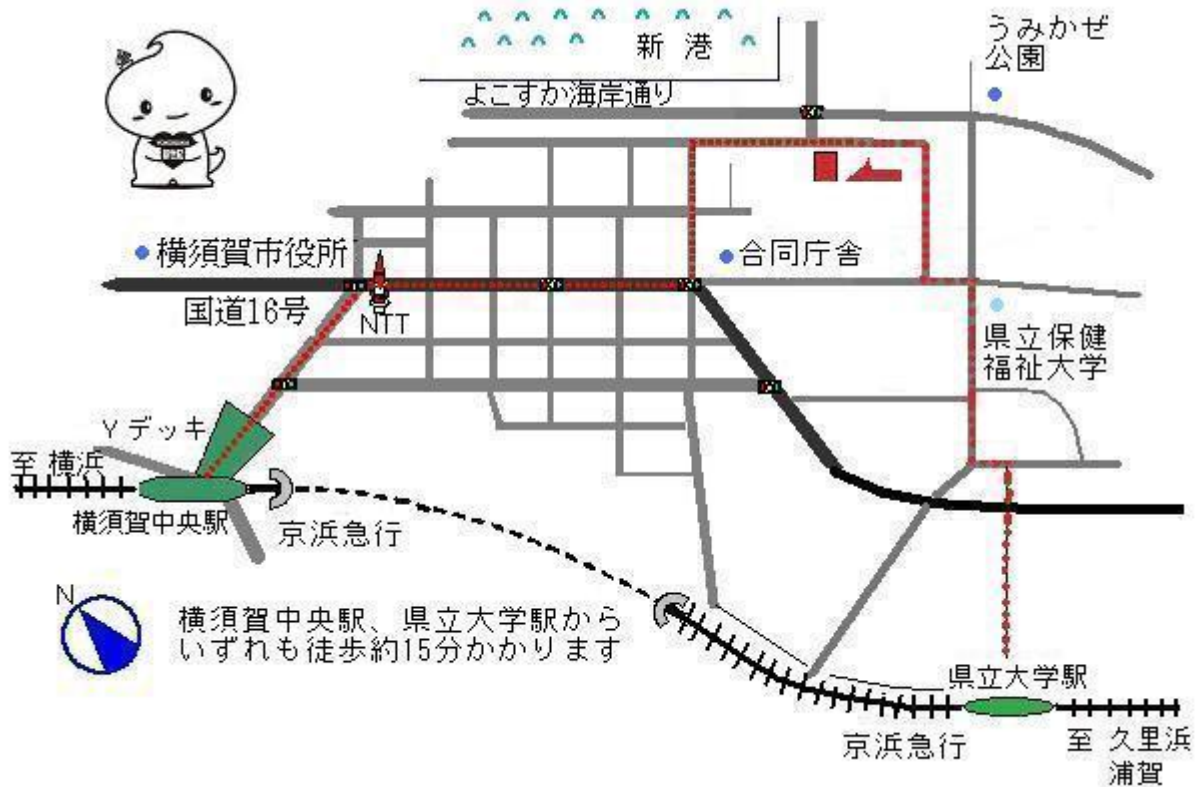 うみかぜ
公園
新 港
よこすか海岸通り
横須賀市役所
合同庁舎
国道16号
NTT
県立保健
福祉大学
Yデッキ
至 横浜
横須賀中央駅
京浜急行
N
横須賀中央駅、県立大学駅から
いずれも徒歩約15分かかります
県立大学駅
京浜急行
至 久里浜
浦賀